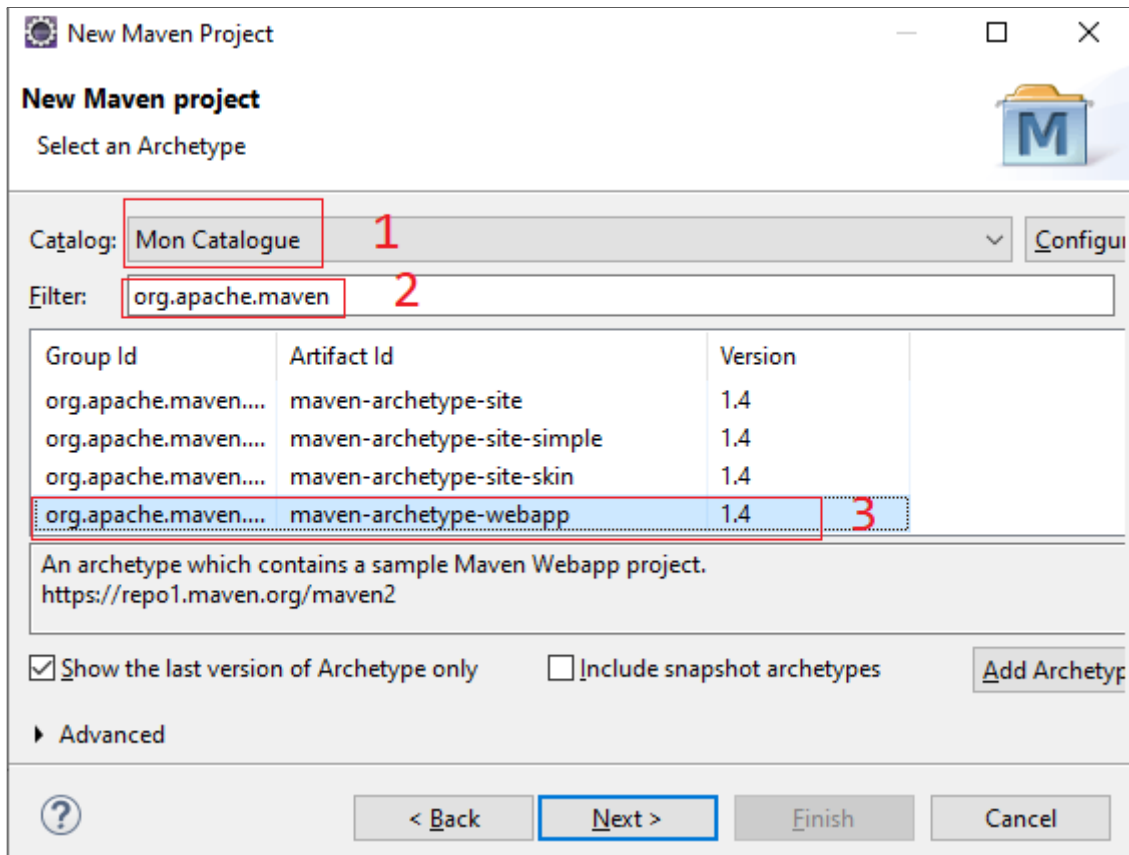 New Maven Project
New Maven project
Select an Archetype
Catalog: Mon Catalogue 1 Configur
Filter: org.apache.maven 2
Group Id Artifact Id Version
org.apache.maven.... maven-archetype-site 1.4
org.apache.maven.... maven-archetype-site-simple 1.4
org.apache.maven.... maven-archetype-site-skin 1.4
org.apache.maven.... maven-archetype-webapp 1.4 3
An archetype which contains a sample Maven Webapp project.
https://repo1.maven.org/maven2
Show the last version of Archetype only Include snapshot archetypes Add Archetyp
Advanced
? < Back Next > Finish Cancel